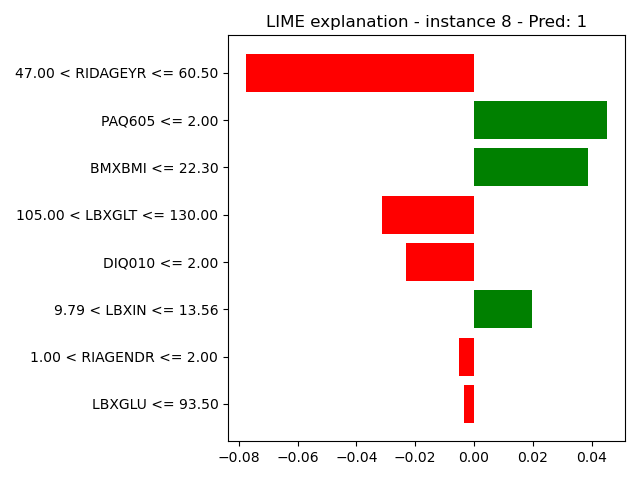 LIME explanation - instance 8 - Pred: 1
47.00 < RIDAGEYR <= 60.50
PAQ605 <= 2.00
BMXBMI <= 22.30
105.00 < LBXGLT <= 130.00
DIQ010 <= 2.00
9.79 < LBXIN <= 13.56
1.00 < RIAGENDR <= 2.00
LBXGLU <= 93.50
−0.08 −0.06 −0.04 −0.02 0.00 0.02 0.04